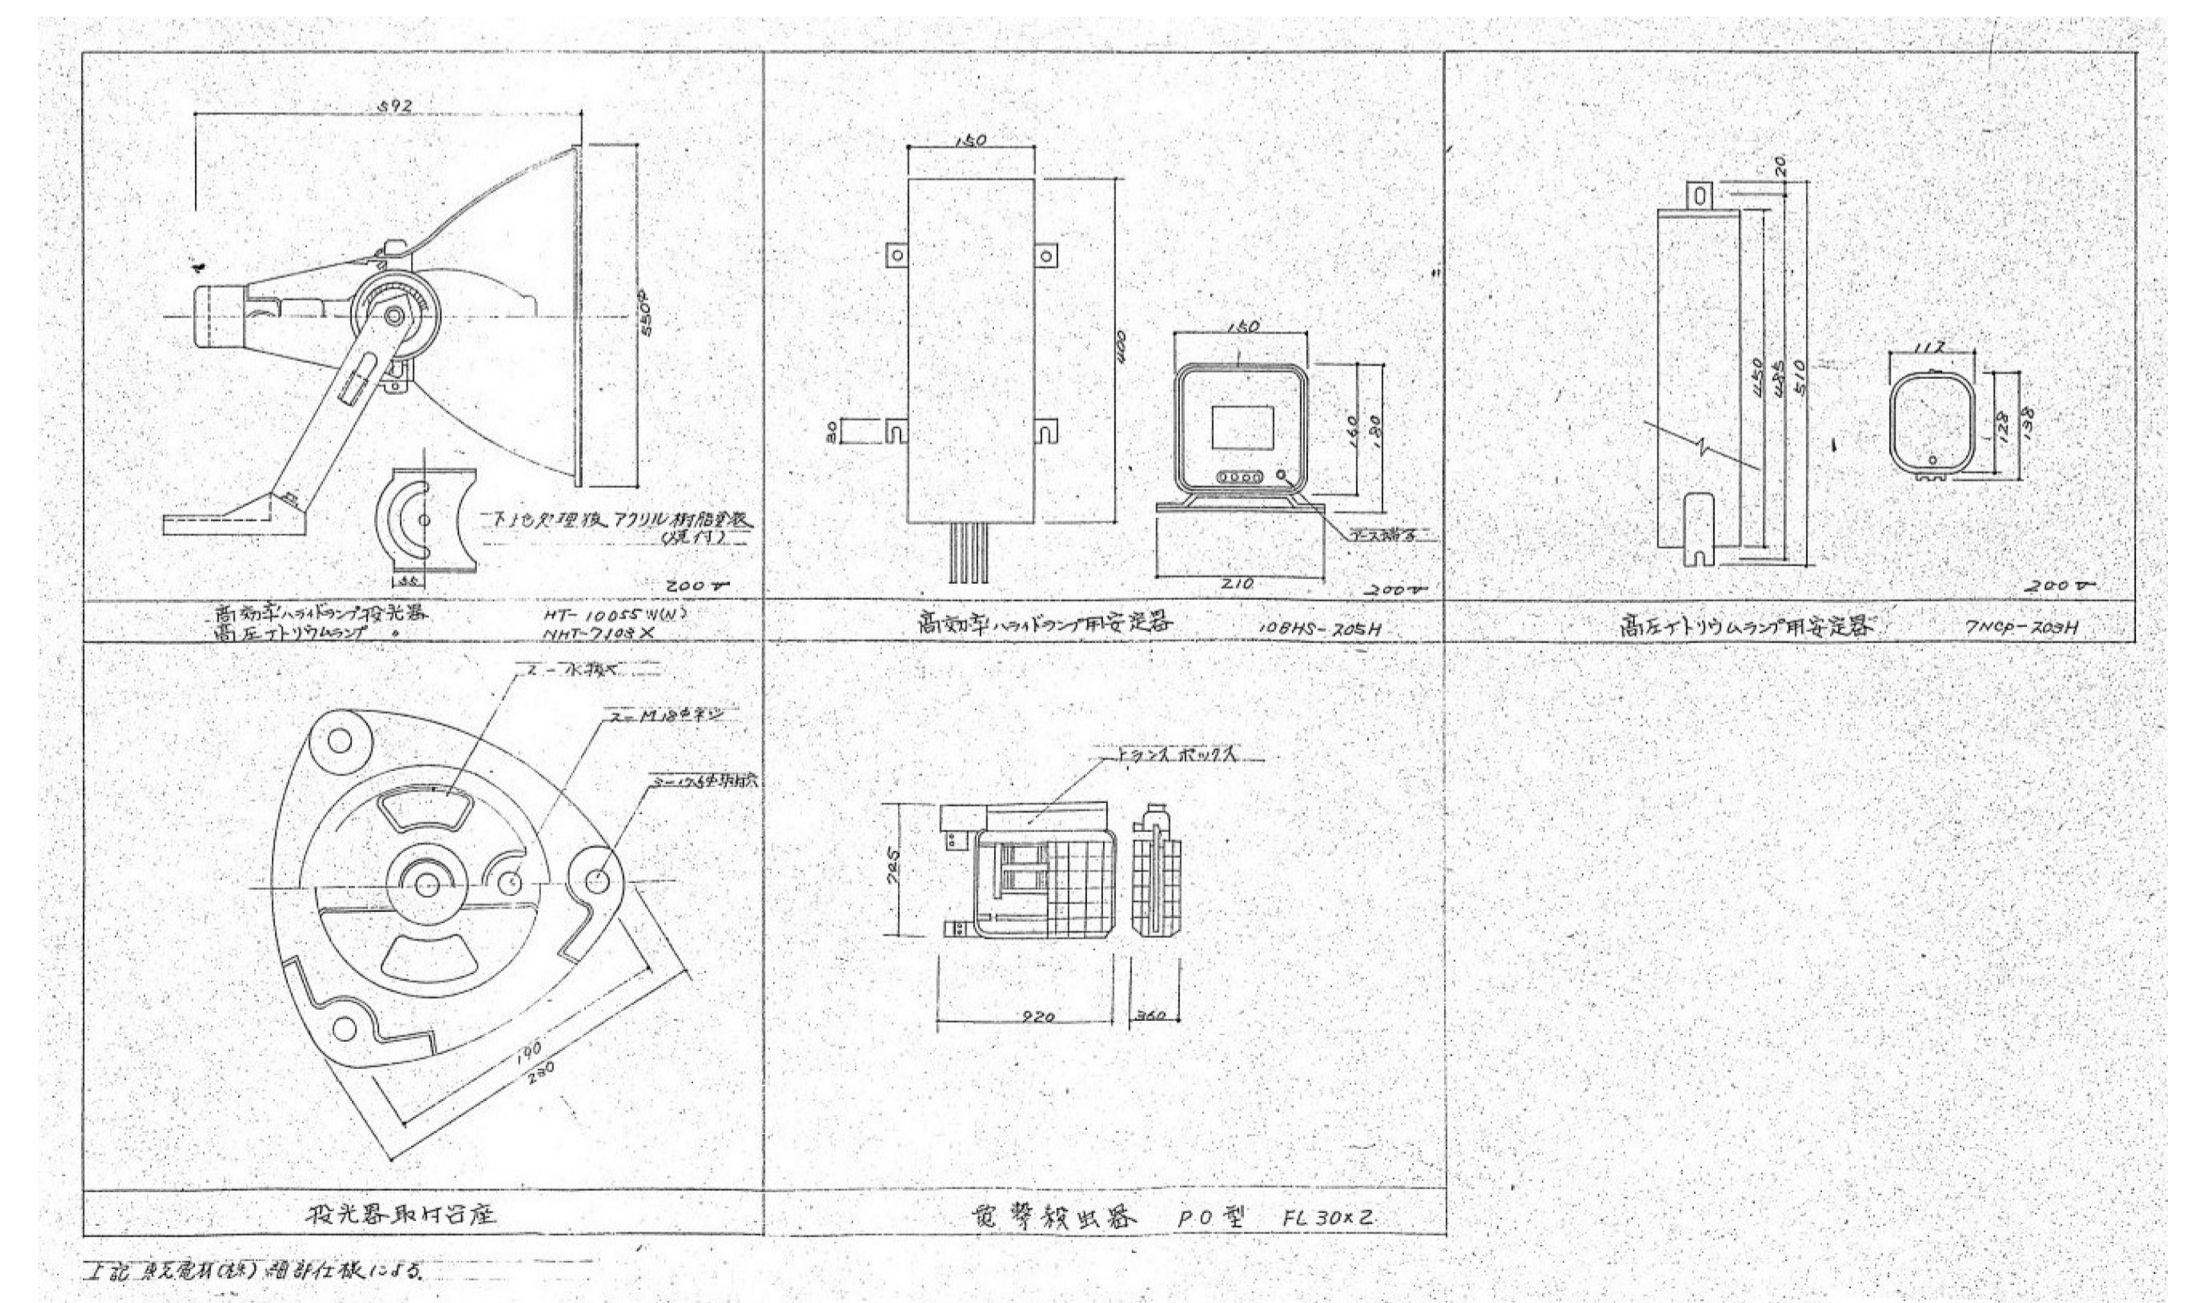 592
550φ
下地処理後 アクリル樹脂塗装
(焼付)
55
200V
高効率ハライドランプ投光器 HT-10055W(N)
高圧ナトリウムランプ 〃 NHT-7103X
150
400
30
150
160
180
アース端子
210
200V
高効率ハライドランプ用安定器 10BHS-205H
20
450
485
510
117
128
138
200V
高圧ナトリウムランプ用安定器 7NCP-203H
2-水抜穴
190
230
投光器取付台座
トランスボックス
920
360
電撃殺虫器 PO型 FL30×2
上記 電材(株)細部仕様による。